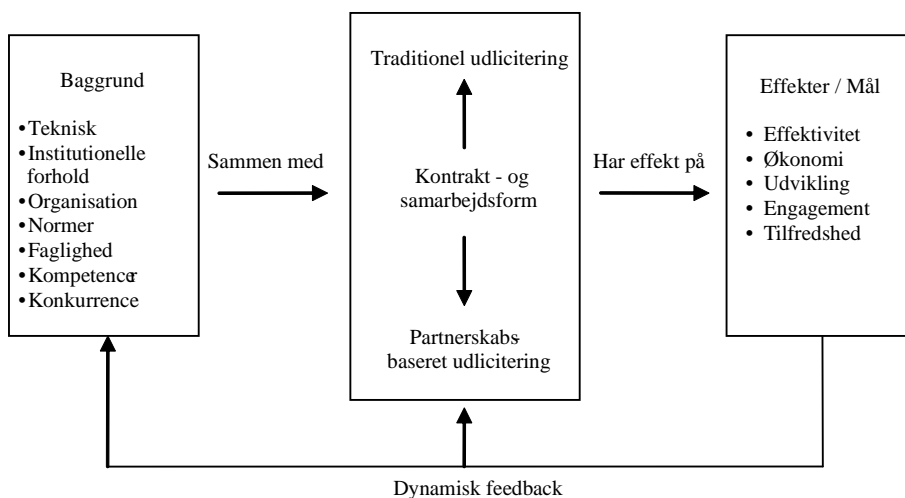 Baggrund
•Teknisk
•Institutionelle
forhold
•Organisation
•Normer
•Faglighed
•Kompetencer
•Konkurrence
Sammen med
Traditionel udlicitering
Kontrakt - og
samarbejdsform
Partnerskabs-
baseret udlicitering
Har effekt på
Effekter / Mål
• Effektivitet
• Økonomi
• Udvikling
• Engagement
• Tilfredshed
Dynamisk feedback